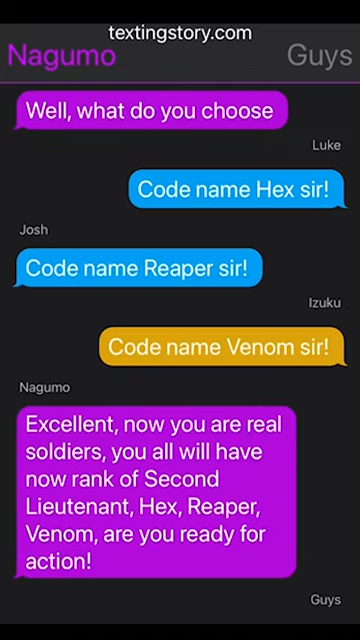 textingstory.com
Nagumo
Guys
Well, what do you choose
Luke
Code name Hex sir!
Josh
Code name Reaper sir!
Izuku
Code name Venom sir!
Nagumo
Excellent, now you are real
soldiers, you all will have
now rank of Second
Lieutenant, Hex, Reaper,
Venom, are you ready for
action!
Guys